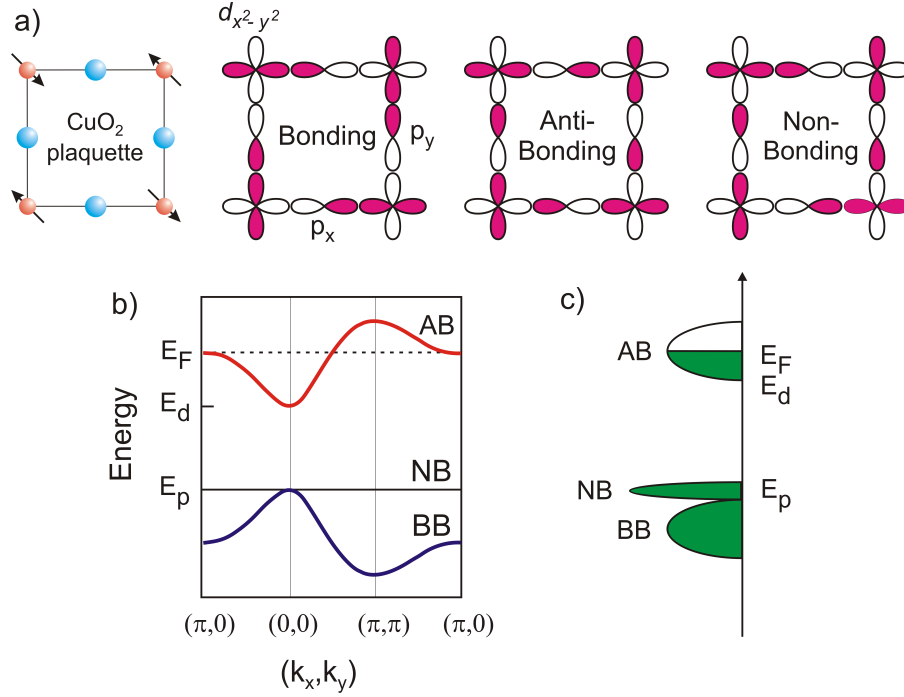 a)
d_{x²-y²}
CuO₂
plaquette
Bonding
p_y
p_x
Anti-
Bonding
Non-
Bonding
b)
AB
E_F
E_d
NB
E_p
BB
Energy
(π,0)
(0,0)
(π,π)
(π,0)
(k_x,k_y)
c)
AB
E_F
E_d
NB
E_p
BB